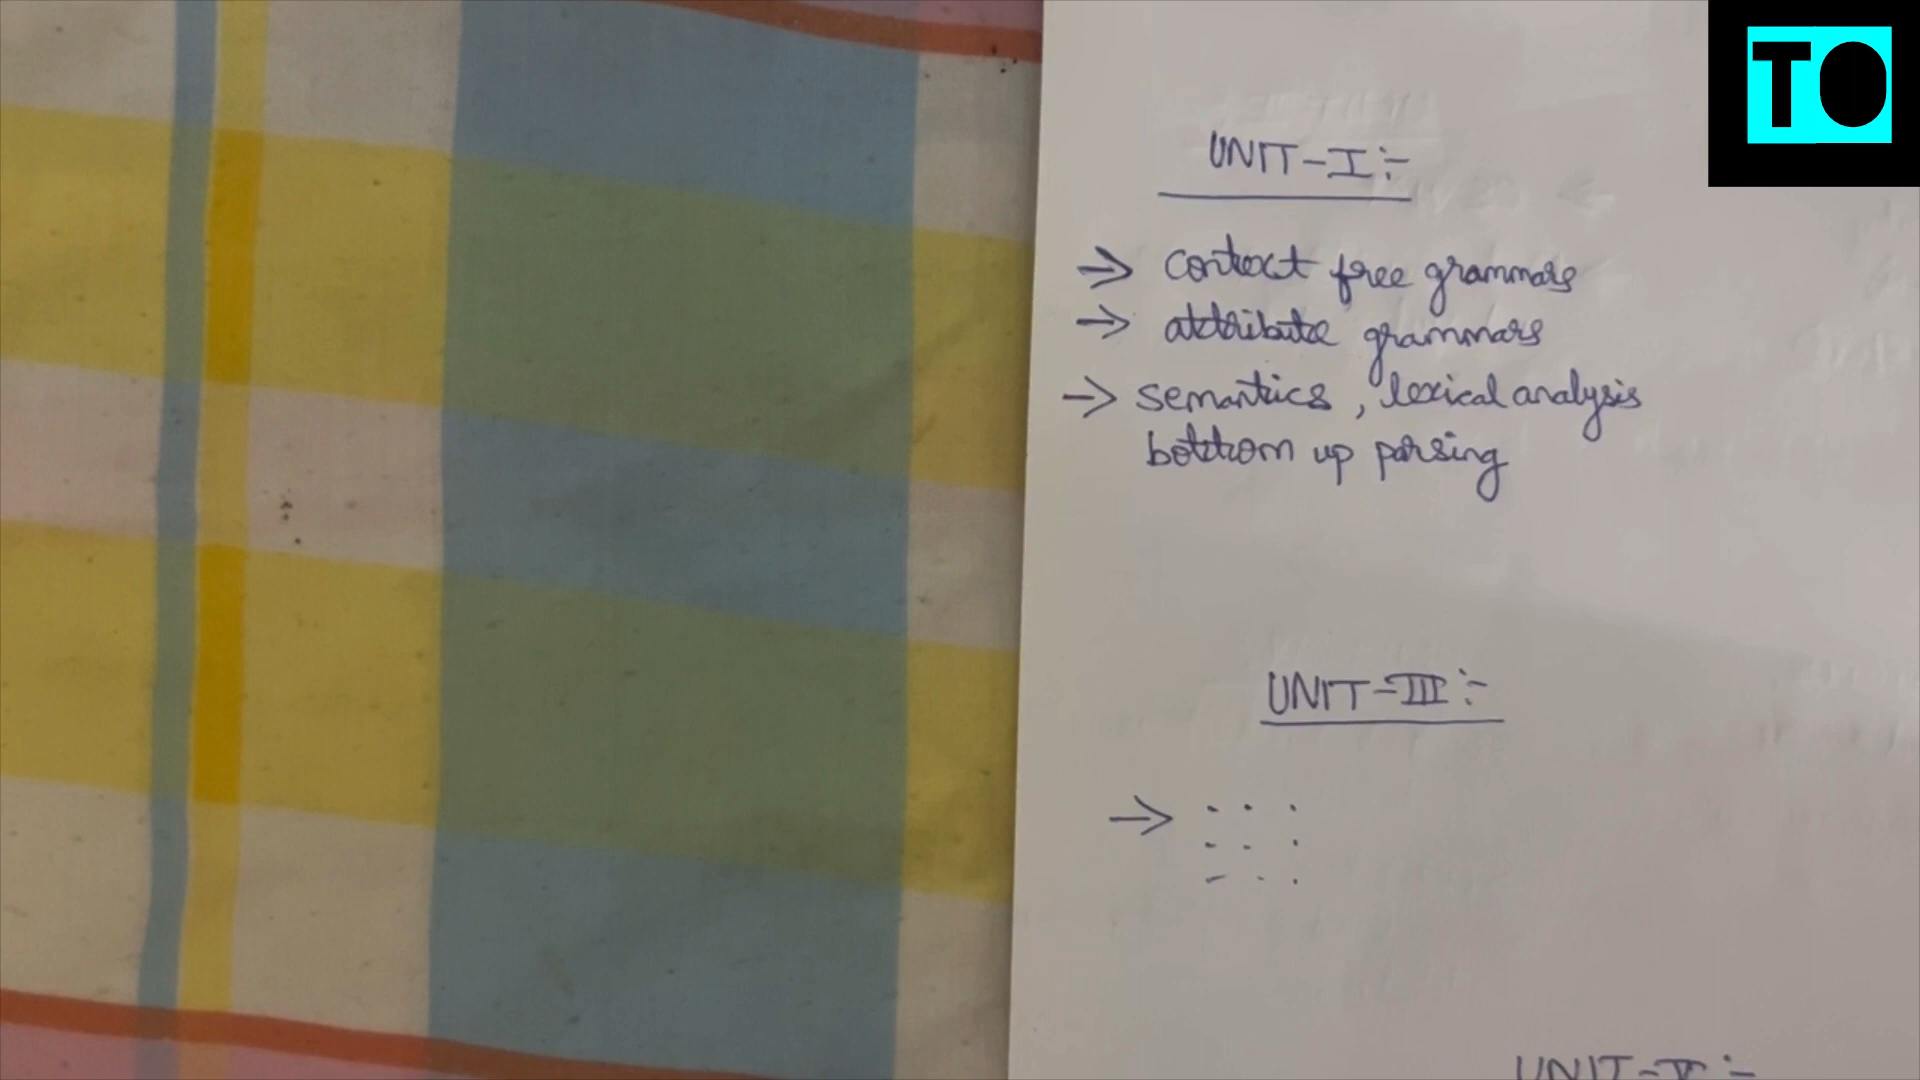 TO
UNIT-I:-
→ context free grammars
→ attribute grammars
→ semantics, lexical analysis
bottom up parsing
UNIT-III:-
→ . . .
. . .
. . .